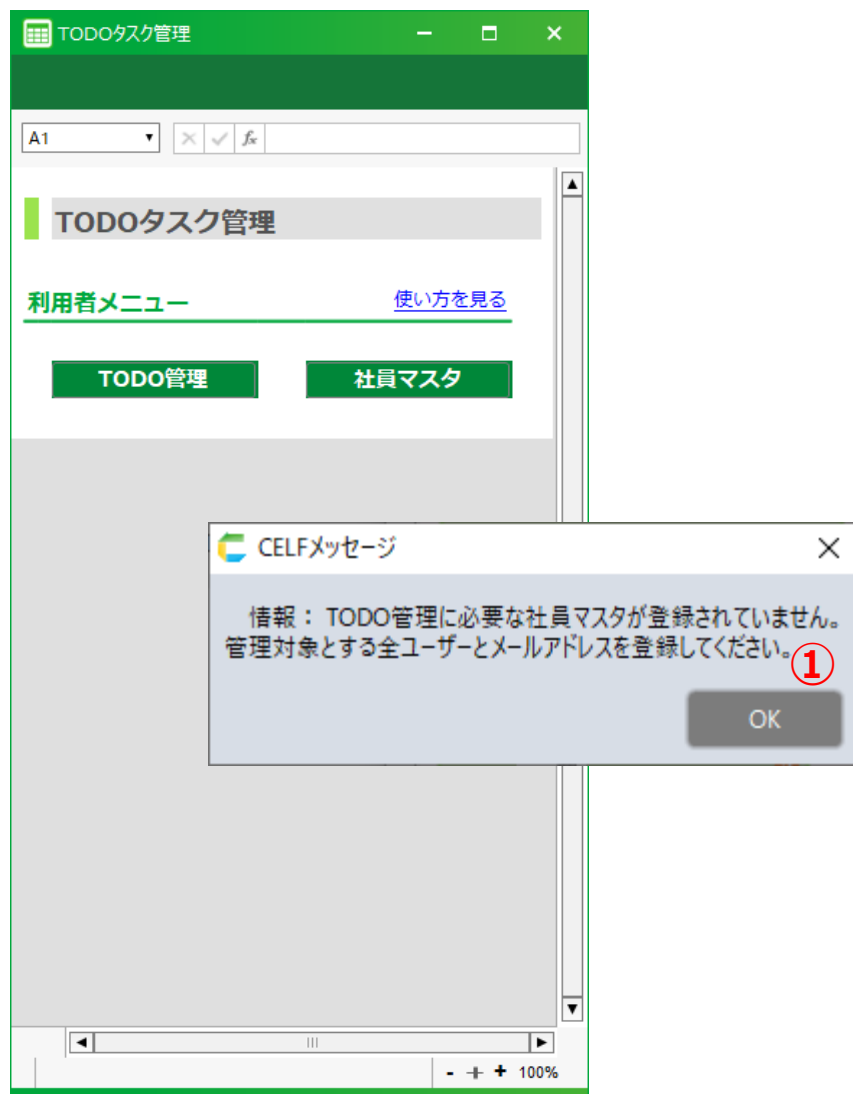 TODOタスク管理
A1
fx
TODOタスク管理
利用者メニュー 使い方を見る
TODO管理 社員マスタ
CELFメッセージ
情報： TODO管理に必要な社員マスタが登録されていません。
管理対象とする全ユーザーとメールアドレスを登録してください。
①
OK
- + 100%